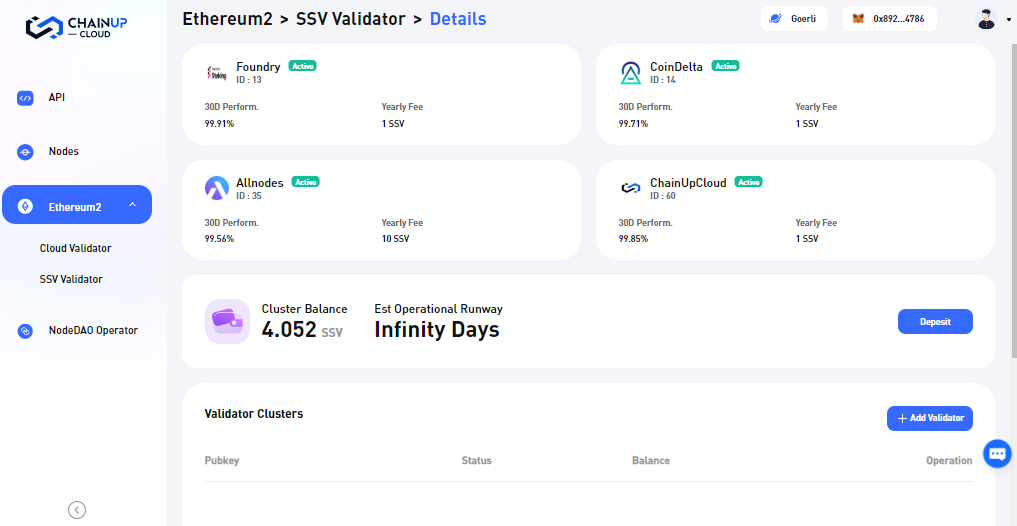 CHAINUP
CLOUD
Ethereum2 > SSV Validator > Details
Goerli
0x892...4786
API
Nodes
Ethereum2
Cloud Validator
SSV Validator
NodeDAO Operator
Foundry Active
ID : 13
30D Perform. Yearly Fee
99.91% 1 SSV
CoinDelta Active
ID : 14
30D Perform. Yearly Fee
99.71% 1 SSV
Allnodes Active
ID : 35
30D Perform. Yearly Fee
99.56% 10 SSV
ChainUpCloud Active
ID : 60
30D Perform. Yearly Fee
99.85% 1 SSV
Cluster Balance Est Operational Runway
4.052 SSV Infinity Days
Deposit
Validator Clusters
+ Add Validator
Pubkey Status Balance Operation